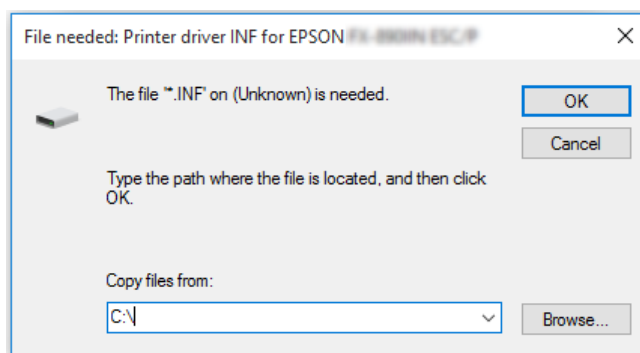 File needed: Printer driver INF for EPSON
The file '*.INF' on (Unknown) is needed.
OK
Cancel
Type the path where the file is located, and then click
OK.
Copy files from:
C:\
Browse...